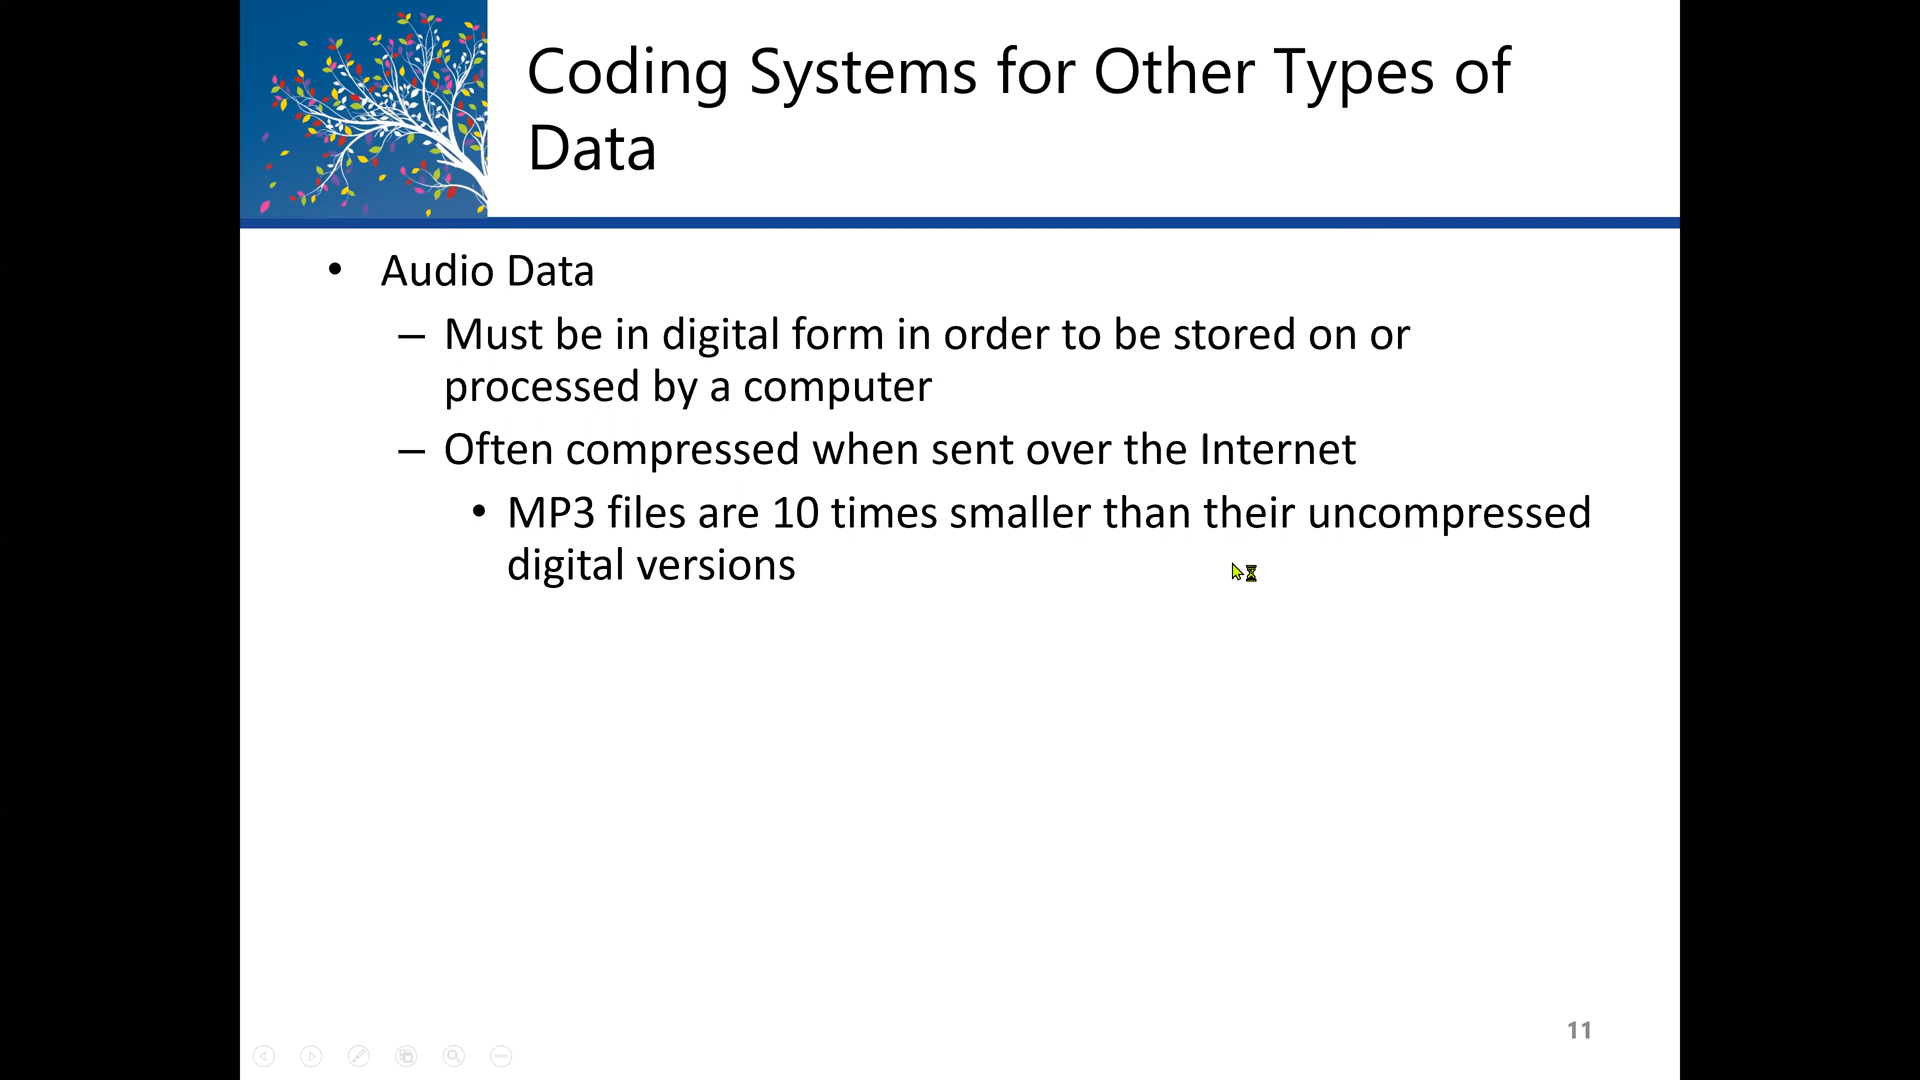 Coding Systems for Other Types of
Data
• Audio Data
– Must be in digital form in order to be stored on or
processed by a computer
– Often compressed when sent over the Internet
• MP3 files are 10 times smaller than their uncompressed
digital versions
11